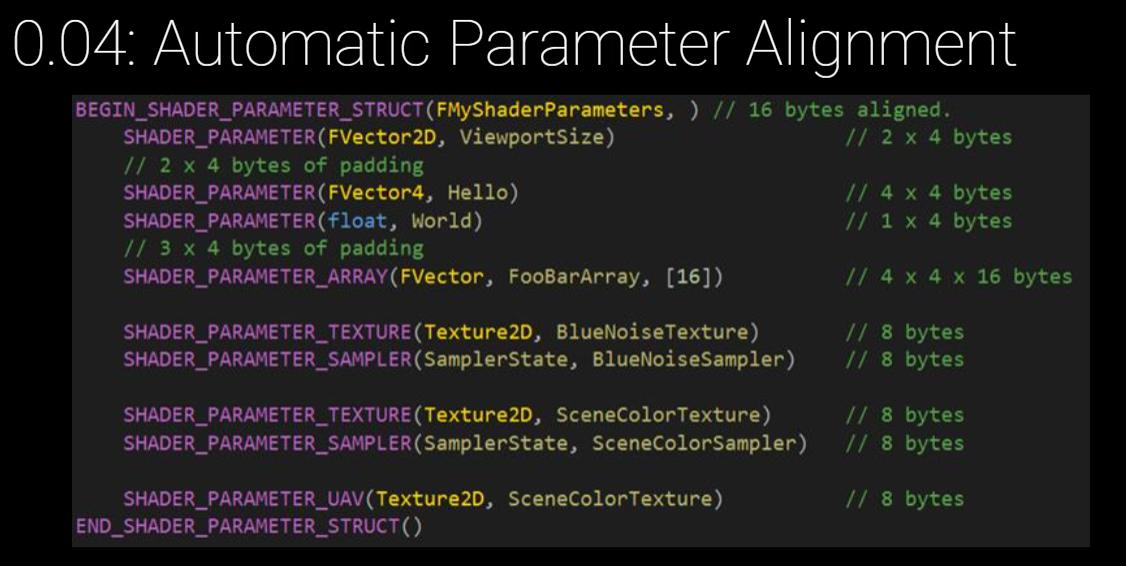 0.04: Automatic Parameter Alignment
BEGIN_SHADER_PARAMETER_STRUCT(FMyShaderParameters, ) // 16 bytes aligned.
SHADER_PARAMETER(FVector2D, ViewportSize) // 2 x 4 bytes
// 2 x 4 bytes of padding
SHADER_PARAMETER(FVector4, Hello) // 4 x 4 bytes
SHADER_PARAMETER(float, World) // 1 x 4 bytes
// 3 x 4 bytes of padding
SHADER_PARAMETER_ARRAY(FVector, FooBarArray, [16]) // 4 x 4 x 16 bytes
SHADER_PARAMETER_TEXTURE(Texture2D, BlueNoiseTexture) // 8 bytes
SHADER_PARAMETER_SAMPLER(SamplerState, BlueNoiseSampler) // 8 bytes
SHADER_PARAMETER_TEXTURE(Texture2D, SceneColorTexture) // 8 bytes
SHADER_PARAMETER_SAMPLER(SamplerState, SceneColorSampler) // 8 bytes
SHADER_PARAMETER_UAV(Texture2D, SceneColorTexture) // 8 bytes
END_SHADER_PARAMETER_STRUCT()